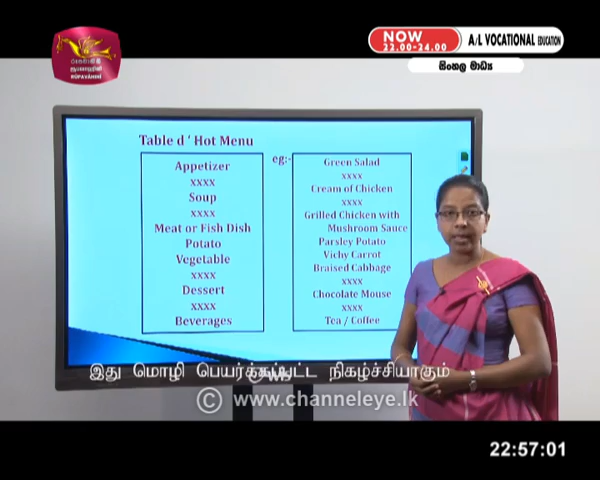 NOW
22.00-24.00
A/L VOCATIONAL EDUCATION
සිංහල මාධ්‍ය
RUPAVAHINI
Table d ‘ Hot Menu
Appetizer
xxxx
Soup
xxxx
Meat or Fish Dish
Potato
Vegetable
xxxx
Dessert
xxxx
Beverages
eg:-
Green Salad
xxxx
Cream of Chicken
xxxx
Grilled Chicken with
Mushroom Sauce
Parsley Potato
Vichy Carrot
Braised Cabbage
xxxx
Chocolate Mouse
xxxx
Tea / Coffee
இது மொழி பெயர்க்கப்பட்ட நிகழ்ச்சியாகும்
© www.channeleye.lk
22:57:01